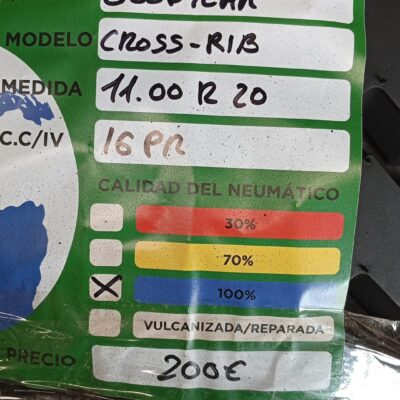 MODELO CROSS-RIB
MEDIDA 11.00 R 20
C.C/IV 16 PR
CALIDAD DEL NEUMÁTICO
30%
70%
X 100%
VULCANIZADA/REPARADA
PRECIO 200€